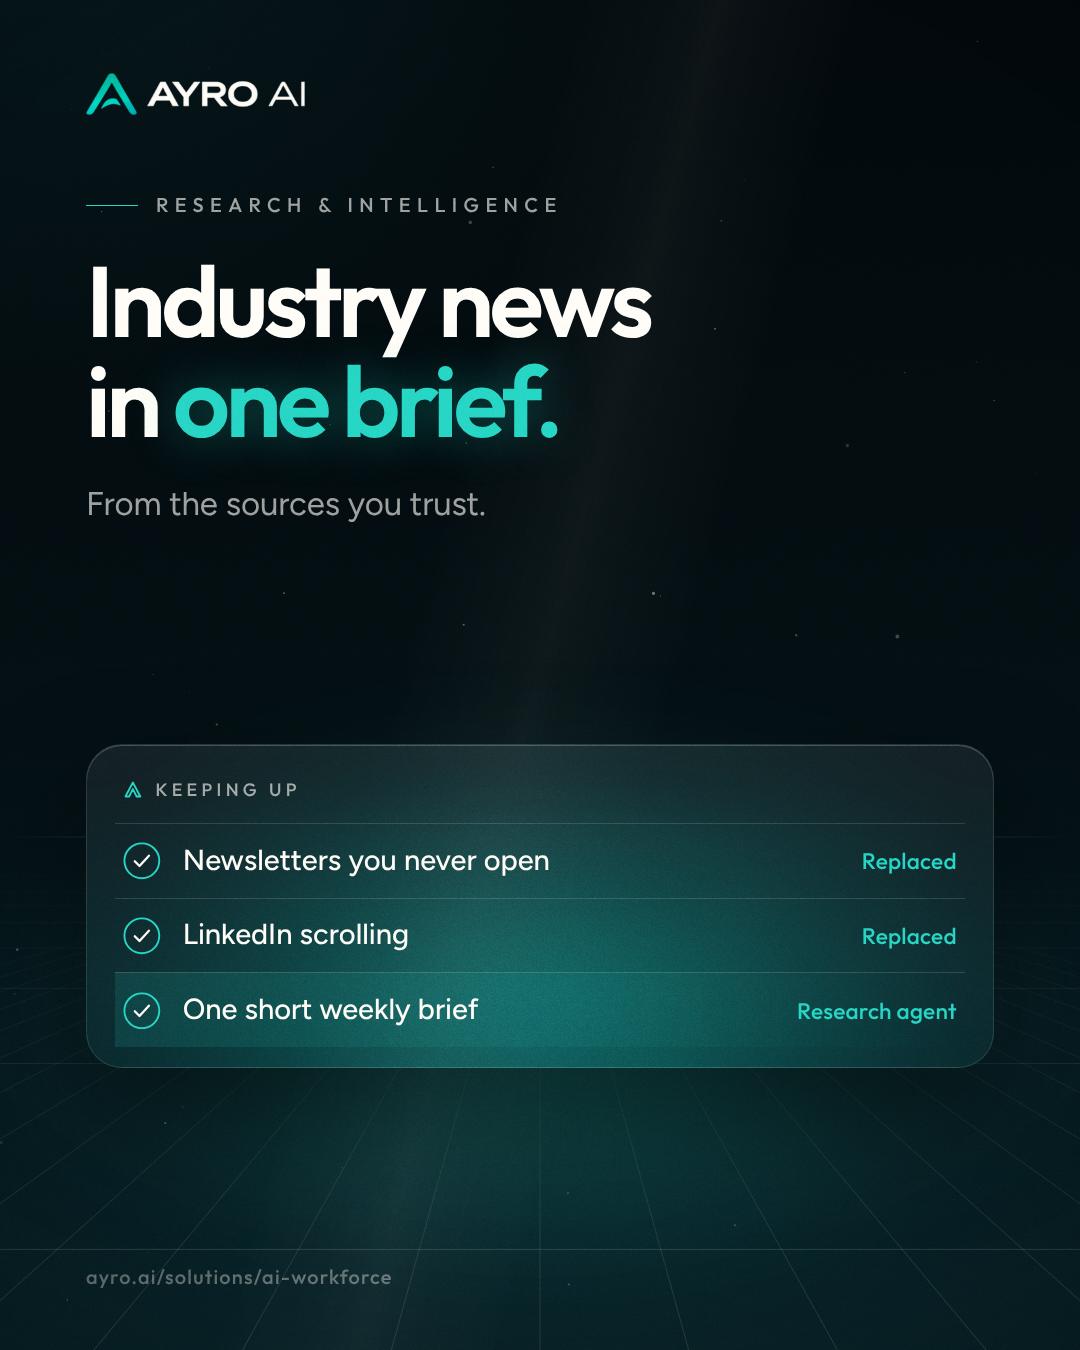 AYRO AI
RESEARCH & INTELLIGENCE
Industry news
in one brief.
From the sources you trust.
KEEPING UP
Newsletters you never open Replaced
LinkedIn scrolling Replaced
One short weekly brief Research agent
ayro.ai/solutions/ai-workforce